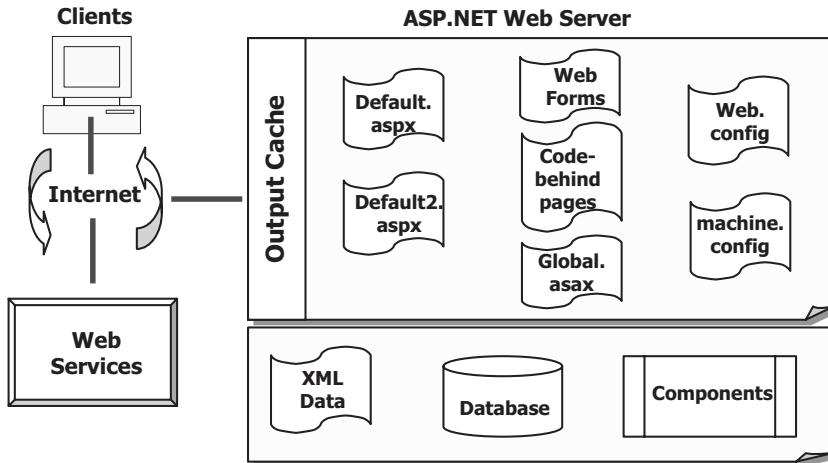 Clients
ASP.NET Web Server
Internet
Web
Services
Output Cache
Default.
aspx
Default2.
aspx
Web
Forms
Code-
behind
pages
Global.
asax
Web.
config
machine.
config
XML
Data
Database
Components